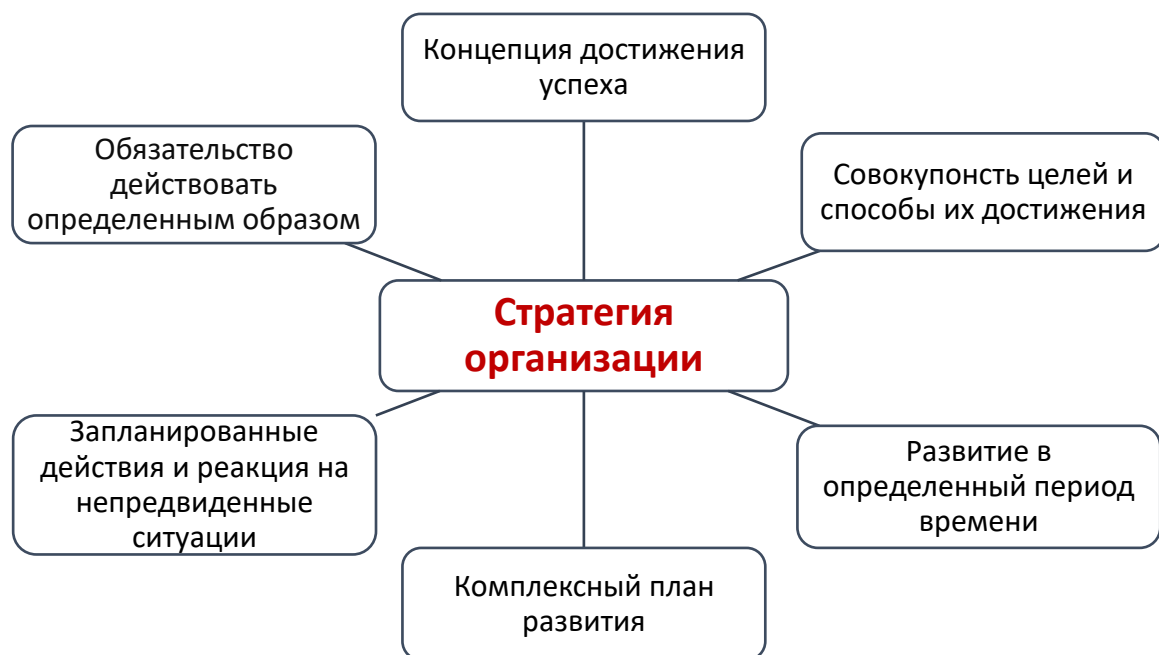 Концепция достижения
успеха
Обязательство
действовать
определенным образом
Совокупонсть целей и
способы их достижения
Стратегия
организации
Запланированные
действия и реакция на
непредвиденные
ситуации
Развитие в
определенный период
времени
Комплексный план
развития